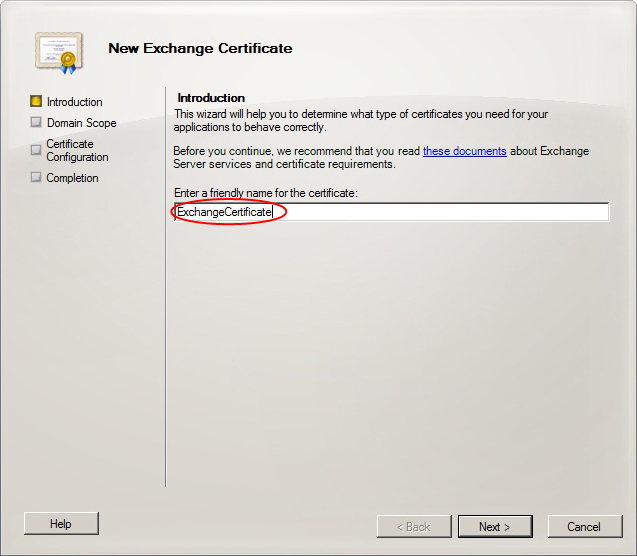 New Exchange Certificate
Introduction
Domain Scope
Certificate
Configuration
Completion
Introduction
This wizard will help you to determine what type of certificates you need for your
applications to behave correctly.
Before you continue, we recommend that you read these documents about Exchange
Server services and certificate requirements.
Enter a friendly name for the certificate:
ExchangeCertificate
Help
< Back
Next >
Cancel